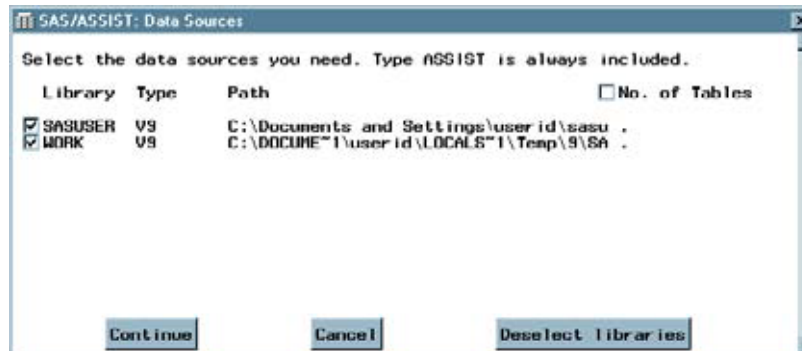 SAS/ASSIST: Data Sources
Select the data sources you need. Type ASSIST is always included.
Library Type Path No. of Tables
SASUSER V9 C:\Documents and Settings\userid\sasu .
WORK V9 C:\DOCUME~1\userid\LOCALS~1\Temp\9\SA .
Continue Cancel Deselect libraries